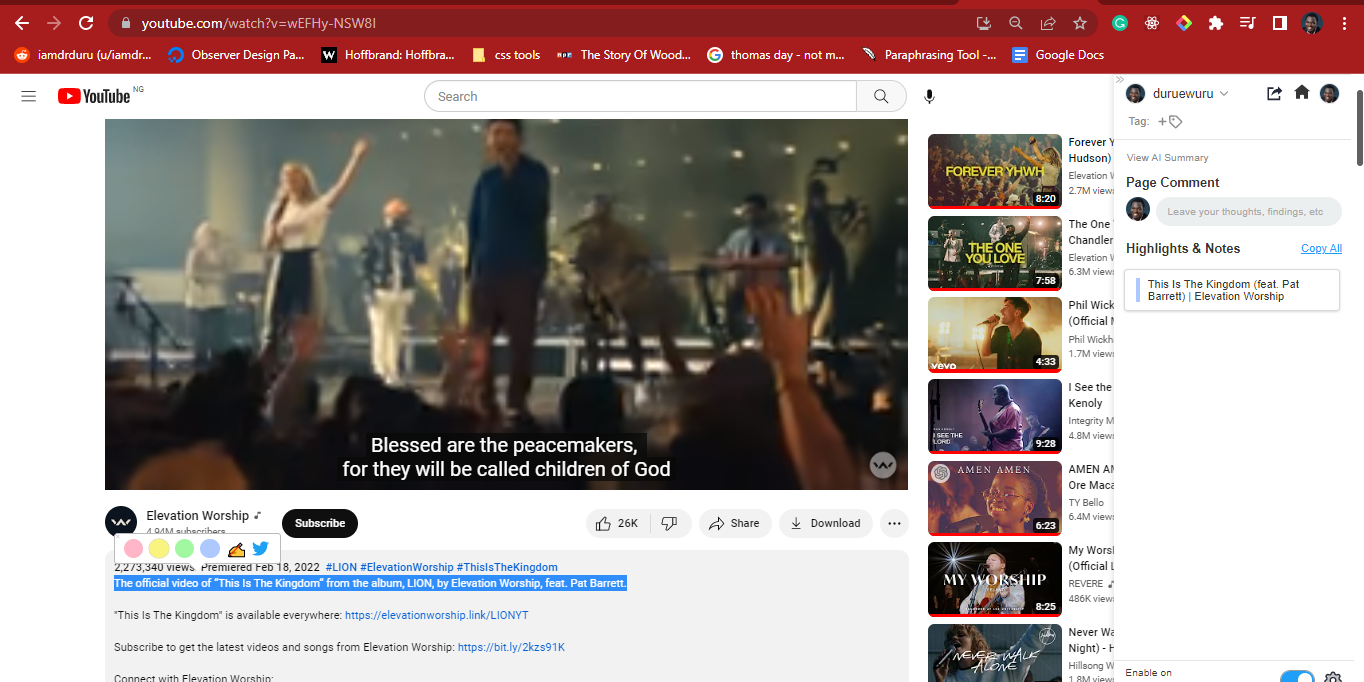 youtube.com/watch?v=wEFHy-NSW8I
iamdrduru (u/iamdr...
Observer Design Pa...
W
Hoffbrand: Hoffbra...
css tools
The Story Of Wood...
thomas day - not m...
Paraphrasing Tool -...
Google Docs
YouTube NG
Search
Blessed are the peacemakers,
for they will be called children of God
Elevation Worship
4.94M subscribers
Subscribe
26K
Share
Download
2,273,340 views Premiered Feb 18, 2022 #LION #ElevationWorship #ThisIsTheKingdom
The official video of “This Is The Kingdom” from the album, LION, by Elevation Worship, feat. Pat Barrett.
"This Is The Kingdom" is available everywhere: https://elevationworship.link/LIONYT
Subscribe to get the latest videos and songs from Elevation Worship: https://bit.ly/2kzs91K
Connect with Elevation Worship:
FOREVER YHWH
8:20
Forever Y
Hudson)
Elevation W
2.7M views
THE ONE
YOU LOVE
7:58
The One
Chandler
Elevation W
6.3M views
vevo
4:33
Phil Wick
(Official M
Phil Wickh
1.7M views
I SEE THE
LORD
9:28
I See the
Kenoly
Integrity M
4.8M views
AMEN AMEN
6:23
AMEN AM
Ore Maca
TY Bello
6.4M views
MY WORSHIP
8:25
My Worsh
(Official L
REVERE
486K views
NEVER WALK
ALONE
Never Wa
Night) - H
Hillsong W
1.8M views
duruewuru
Tag: +
View AI Summary
Page Comment
Leave your thoughts, findings, etc
Highlights & Notes
Copy All
This Is The Kingdom (feat. Pat
Barrett) | Elevation Worship
Enable on